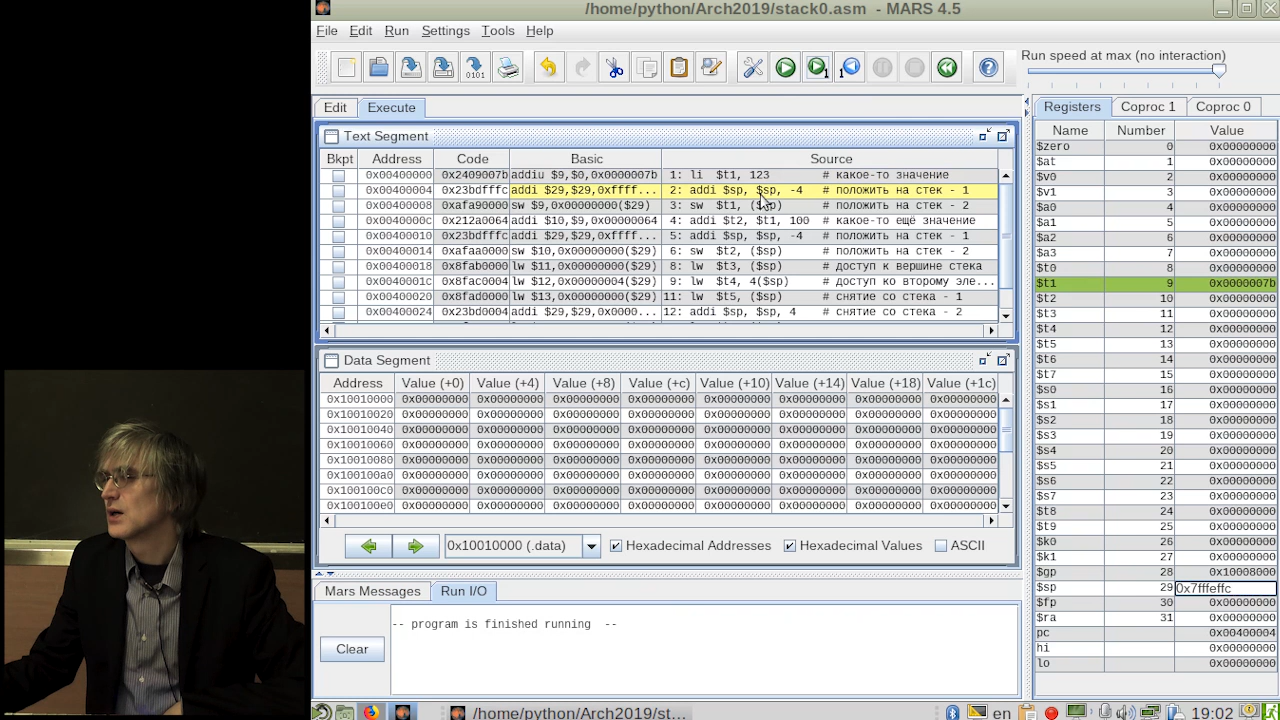 /home/python/Arch2019/stack0.asm - MARS 4.5
File Edit Run Settings Tools Help
Run speed at max (no interaction)
Edit Execute
Registers Coproc 1 Coproc 0
Text Segment
Bkpt Address Code Basic Source
0x00400000 0x2409007b addiu $9,$0,0x0000007b 1: li $t1, 123 # какое-то значение
0x00400004 0x23bdfffc addi $29,$29,0xffff... 2: addi $sp, $sp, -4 # положить на стек - 1
0x00400008 0xafa90000 sw $9,0x00000000($29) 3: sw $t1, ($sp) # положить на стек - 2
0x0040000c 0x212a0064 addi $10,$9,0x00000064 4: addi $t2, $t1, 100 # какое-то ещё значение
0x00400010 0x23bdfffc addi $29,$29,0xffff... 5: addi $sp, $sp, -4 # положить на стек - 1
0x00400014 0xafaa0000 sw $10,0x00000000($29) 6: sw $t2, ($sp) # положить на стек - 2
0x00400018 0x8fab0000 lw $11,0x00000000($29) 8: lw $t3, ($sp) # доступ к вершине стека
0x0040001c 0x8fac0004 lw $12,0x00000004($29) 9: lw $t4, 4($sp) # доступ ко второму эле...
0x00400020 0x8fad0000 lw $13,0x00000000($29) 11: lw $t5, ($sp) # снятие со стека - 1
0x00400024 0x23bd0004 addi $29,$29,0x0000... 12: addi $sp, $sp, 4 # снятие со стека - 2
Data Segment
Address Value (+0) Value (+4) Value (+8) Value (+c) Value (+10) Value (+14) Value (+18) Value (+1c)
0x10010000 0x00000000 0x00000000 0x00000000 0x00000000 0x00000000 0x00000000 0x00000000 0x00000000
0x10010020 0x00000000 0x00000000 0x00000000 0x00000000 0x00000000 0x00000000 0x00000000 0x00000000
0x10010040 0x00000000 0x00000000 0x00000000 0x00000000 0x00000000 0x00000000 0x00000000 0x00000000
0x10010060 0x00000000 0x00000000 0x00000000 0x00000000 0x00000000 0x00000000 0x00000000 0x00000000
0x10010080 0x00000000 0x00000000 0x00000000 0x00000000 0x00000000 0x00000000 0x00000000 0x00000000
0x100100a0 0x00000000 0x00000000 0x00000000 0x00000000 0x00000000 0x00000000 0x00000000 0x00000000
0x100100c0 0x00000000 0x00000000 0x00000000 0x00000000 0x00000000 0x00000000 0x00000000 0x00000000
0x100100e0 0x00000000 0x00000000 0x00000000 0x00000000 0x00000000 0x00000000 0x00000000 0x00000000
0x10010000 (.data) Hexadecimal Addresses Hexadecimal Values ASCII
Mars Messages Run I/O
-- program is finished running --
Clear
Name Number Value
$zero 0 0x00000000
$at 1 0x00000000
$v0 2 0x00000000
$v1 3 0x00000000
$a0 4 0x00000000
$a1 5 0x00000000
$a2 6 0x00000000
$a3 7 0x00000000
$t0 8 0x00000000
$t1 9 0x0000007b
$t2 10 0x00000000
$t3 11 0x00000000
$t4 12 0x00000000
$t5 13 0x00000000
$t6 14 0x00000000
$t7 15 0x00000000
$s0 16 0x00000000
$s1 17 0x00000000
$s2 18 0x00000000
$s3 19 0x00000000
$s4 20 0x00000000
$s5 21 0x00000000
$s6 22 0x00000000
$s7 23 0x00000000
$t8 24 0x00000000
$t9 25 0x00000000
$k0 26 0x00000000
$k1 27 0x00000000
$gp 28 0x10008000
$sp 29 0x7fffeffc
$fp 30 0x00000000
$ra 31 0x00000000
pc 0x00400004
hi 0x00000000
lo 0x00000000
/home/python/Arch2019/st...
en
19:02